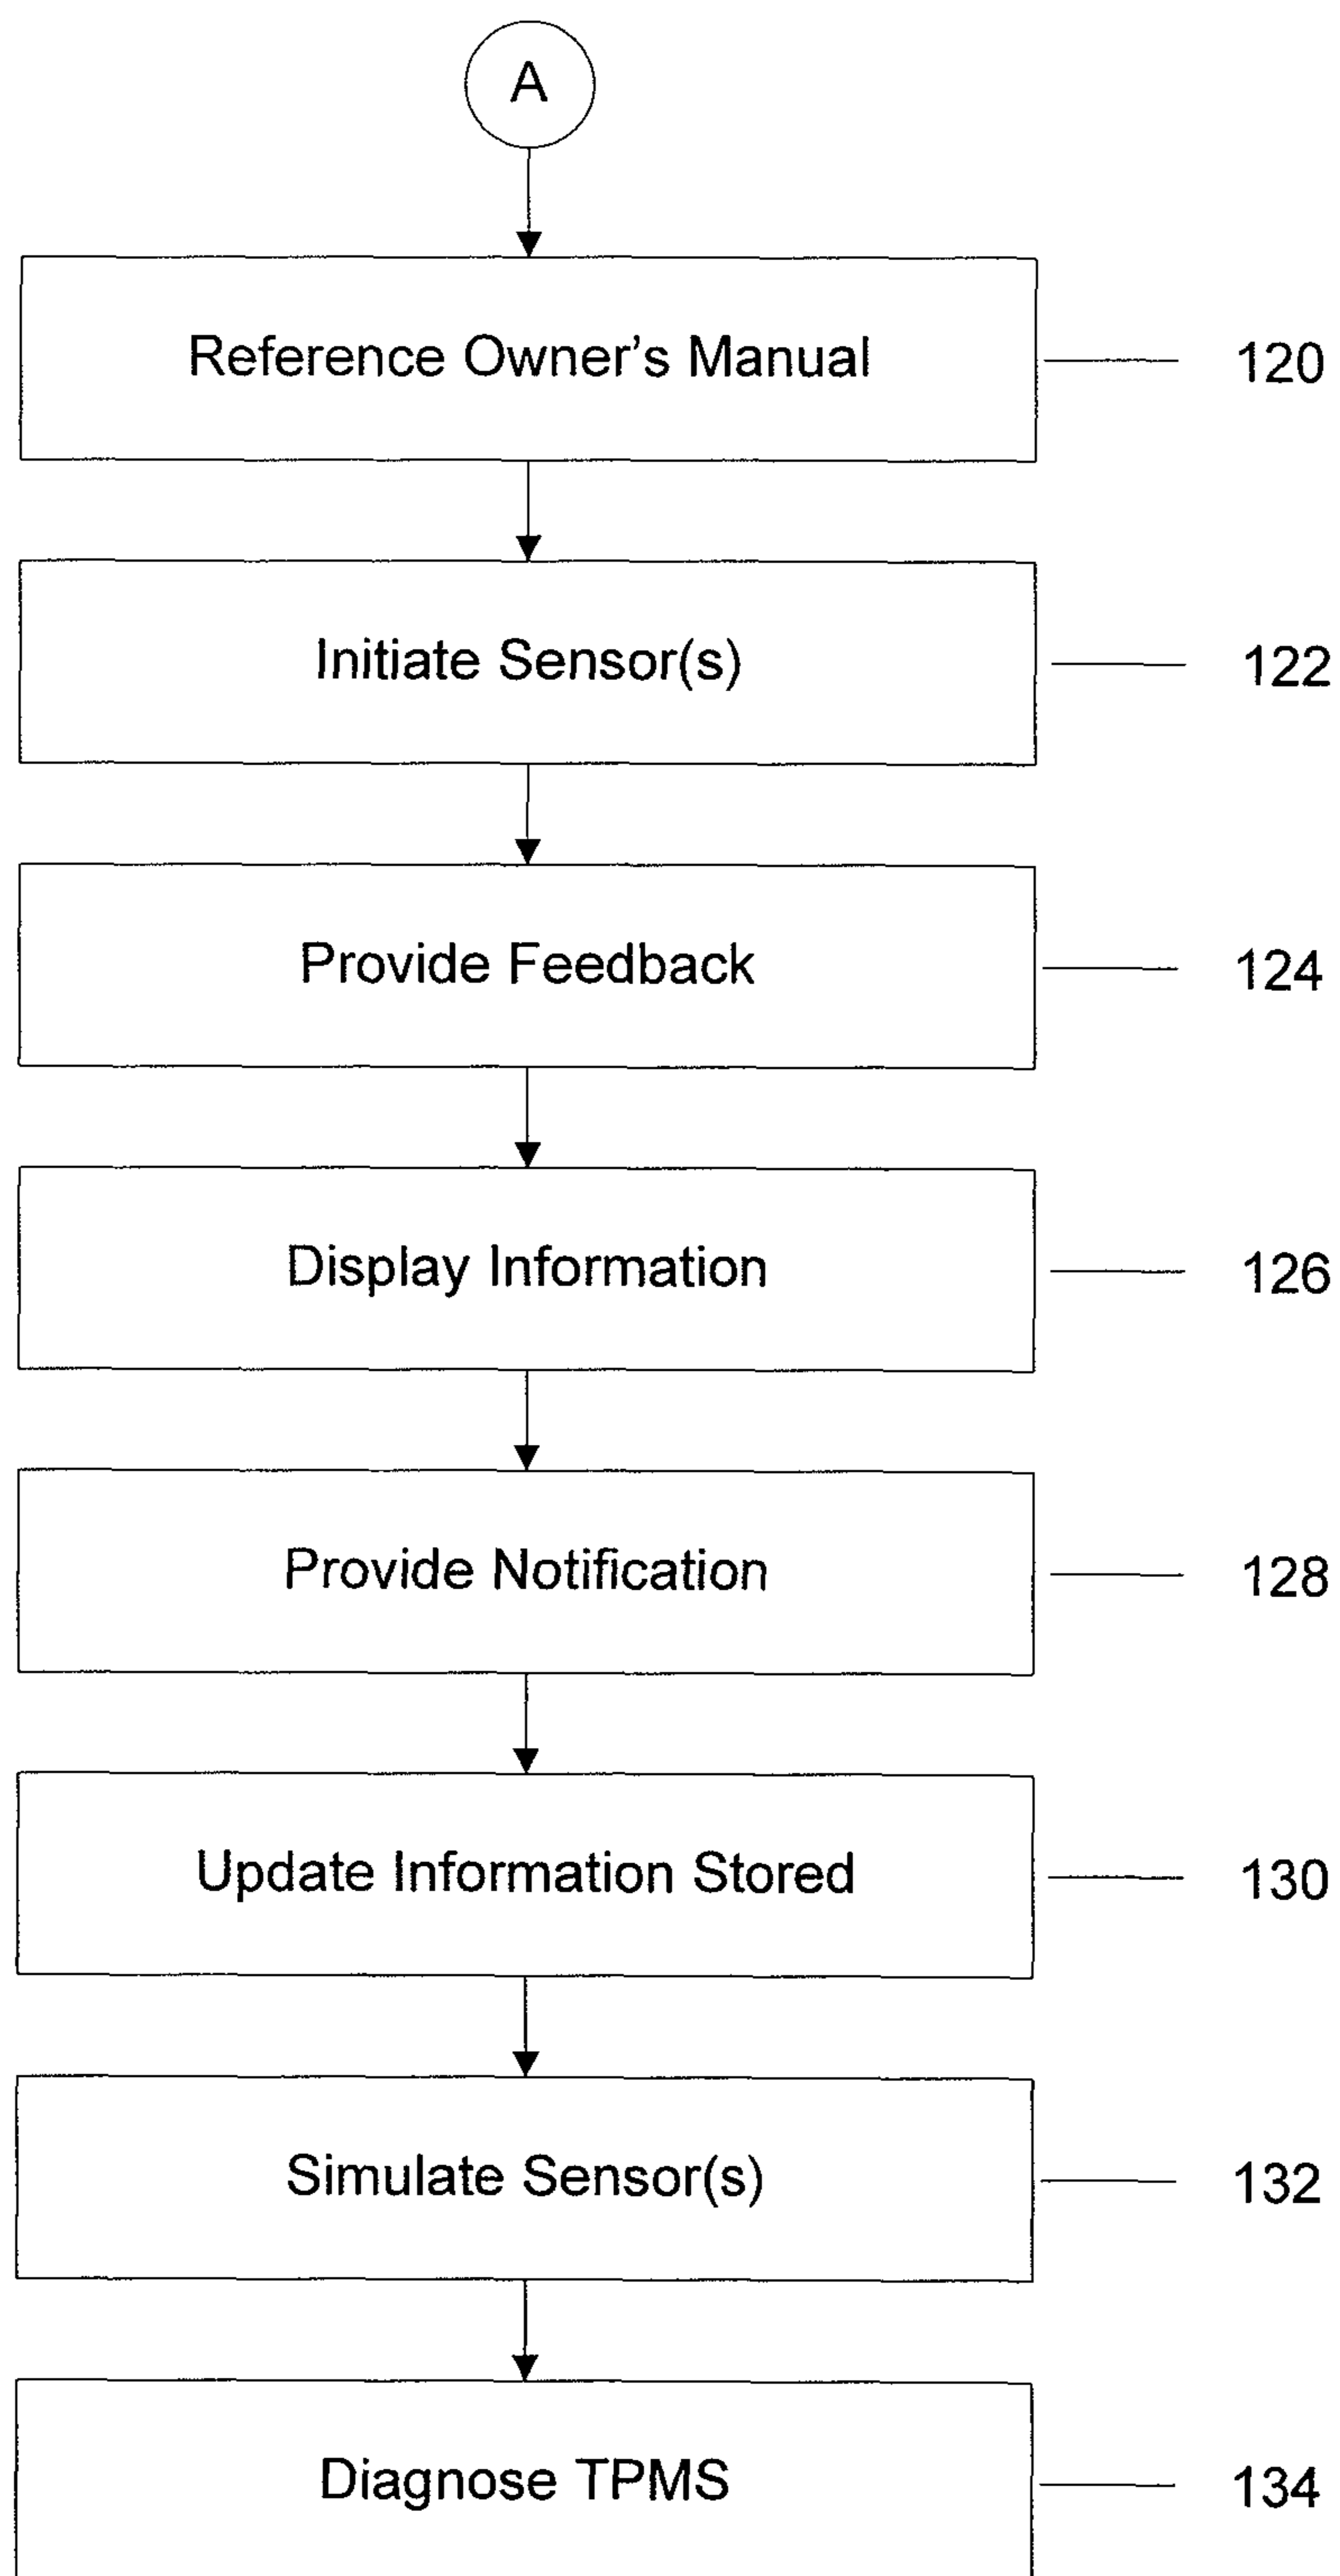 A
Reference Owner’s Manual
120
Initiate Sensor(s)
122
Provide Feedback
124
Display Information
126
Provide Notification
128
Update Information Stored
130
Simulate Sensor(s)
132
Diagnose TPMS
134